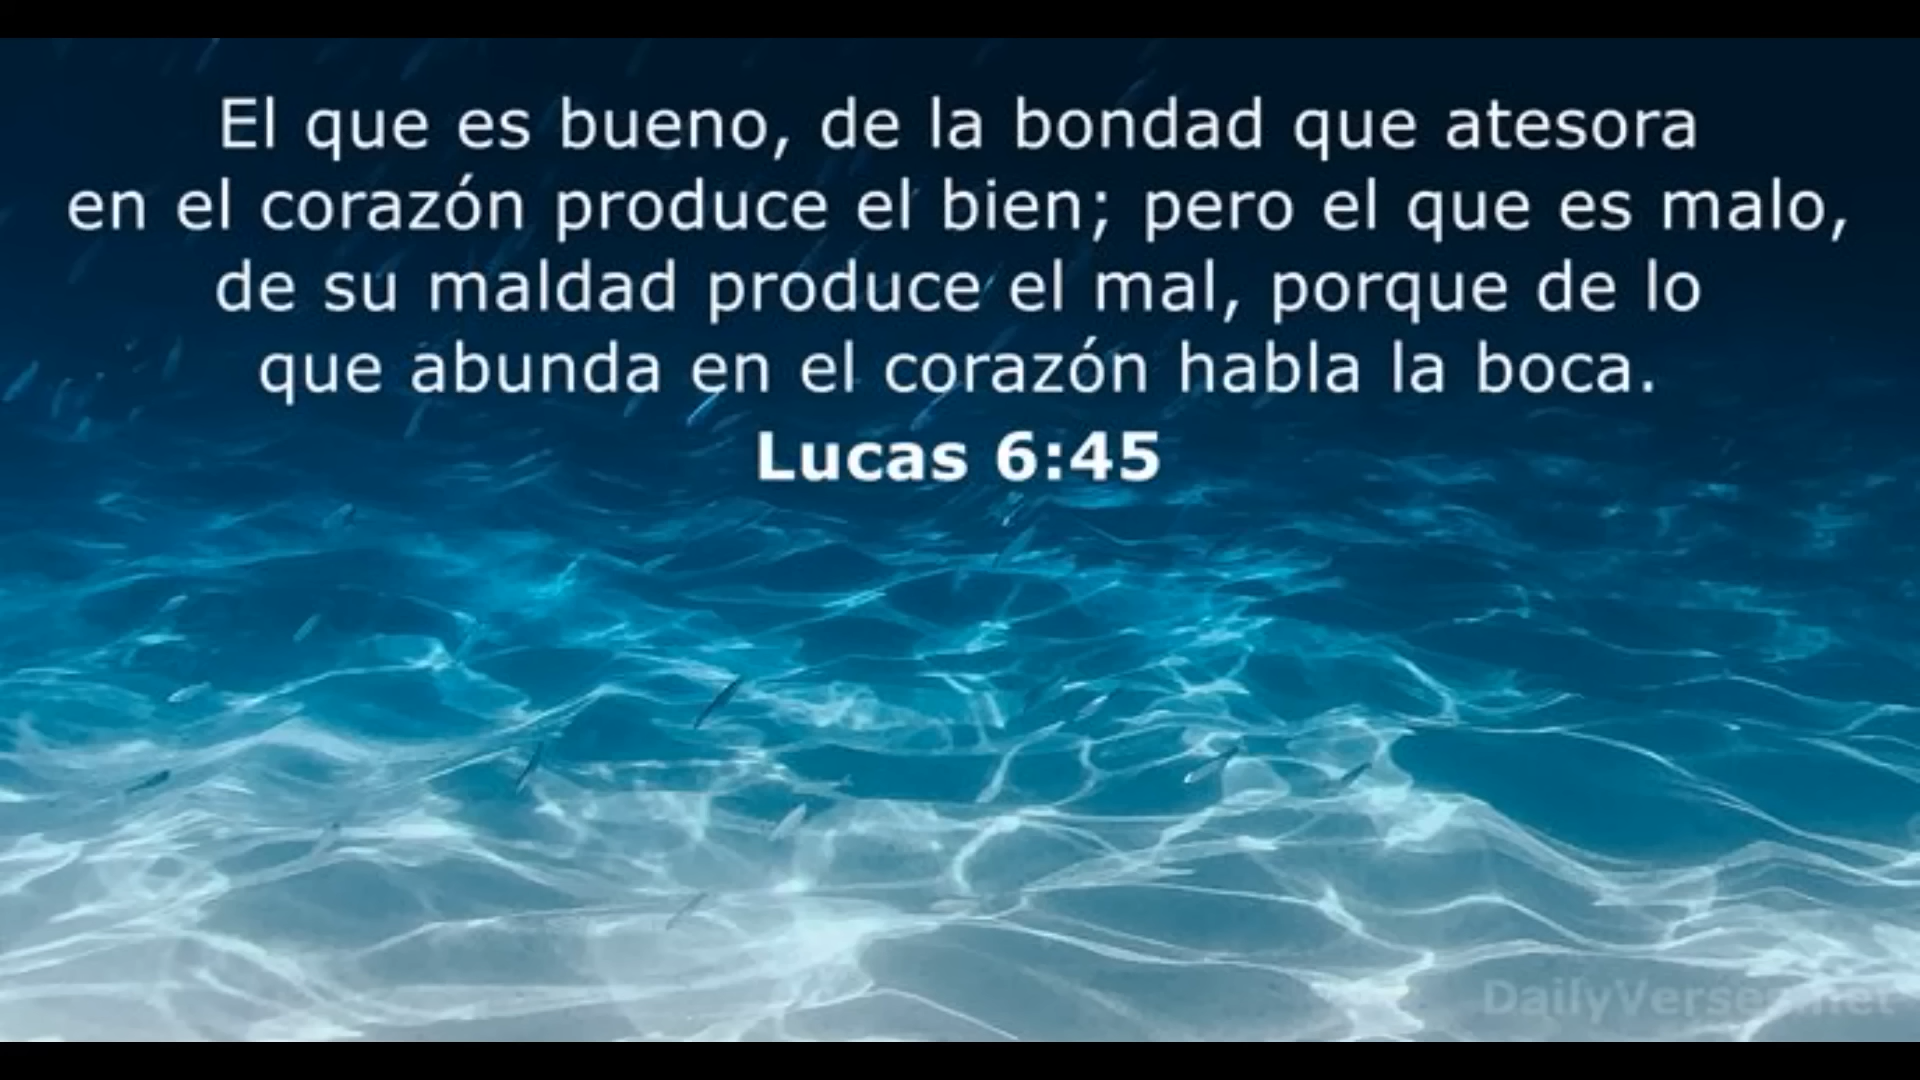 El que es bueno, de la bondad que atesora
en el corazón produce el bien; pero el que es malo,
de su maldad produce el mal, porque de lo
que abunda en el corazón habla la boca.
Lucas 6:45
DailyVerses.net